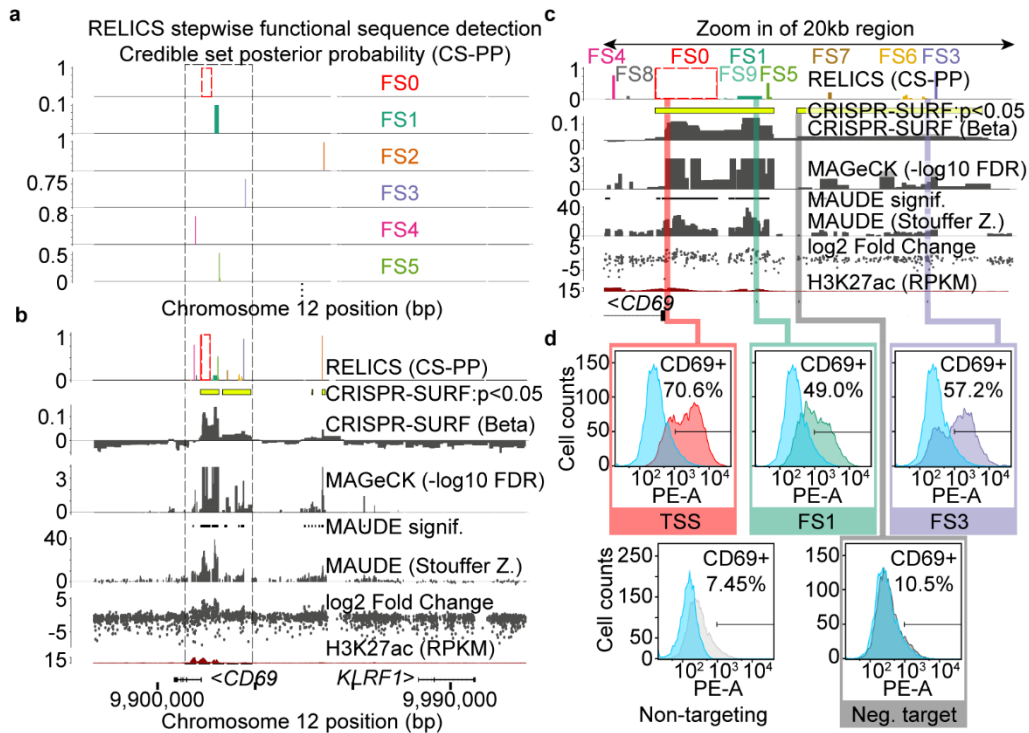 a
RELICS stepwise functional sequence detection
Credible set posterior probability (CS-PP)
1
0
FS0
0.1
0
FS1
1
0
FS2
0.75
0
FS3
0.8
0
FS4
0.5
0
FS5
Chromosome 12 position (bp)
b
1
0
RELICS (CS-PP)
CRISPR-SURF:p<0.05
0.1
0
CRISPR-SURF (Beta)
3
0
MAGeCK (-log10 FDR)
MAUDE signif.
40
0
MAUDE (Stouffer Z.)
5
-5
log2 Fold Change
15
H3K27ac (RPKM)
<CD69
KLRF1>
9,900,000
9,990,000
Chromosome 12 position (bp)
c
Zoom in of 20kb region
FS4
FS8
FS0
FS1
FS9
FS5
FS7
FS6
FS3
1
0
RELICS (CS-PP)
CRISPR-SURF:p<0.05
0.1
0
CRISPR-SURF (Beta)
3
0
MAGeCK (-log10 FDR)
MAUDE signif.
40
0
MAUDE (Stouffer Z.)
5
-5
log2 Fold Change
15
H3K27ac (RPKM)
<CD69
d
Cell counts
150
100
50
0
CD69+
70.6%
10² 10³ 10⁴
PE-A
TSS
CD69+
49.0%
10² 10³ 10⁴
PE-A
FS1
CD69+
57.2%
10² 10³ 10⁴
PE-A
FS3
Cell counts
250
150
50
0
CD69+
7.45%
10² 10³ 10⁴
PE-A
Non-targeting
150
100
50
0
CD69+
10.5%
10² 10³ 10⁴
PE-A
Neg. target